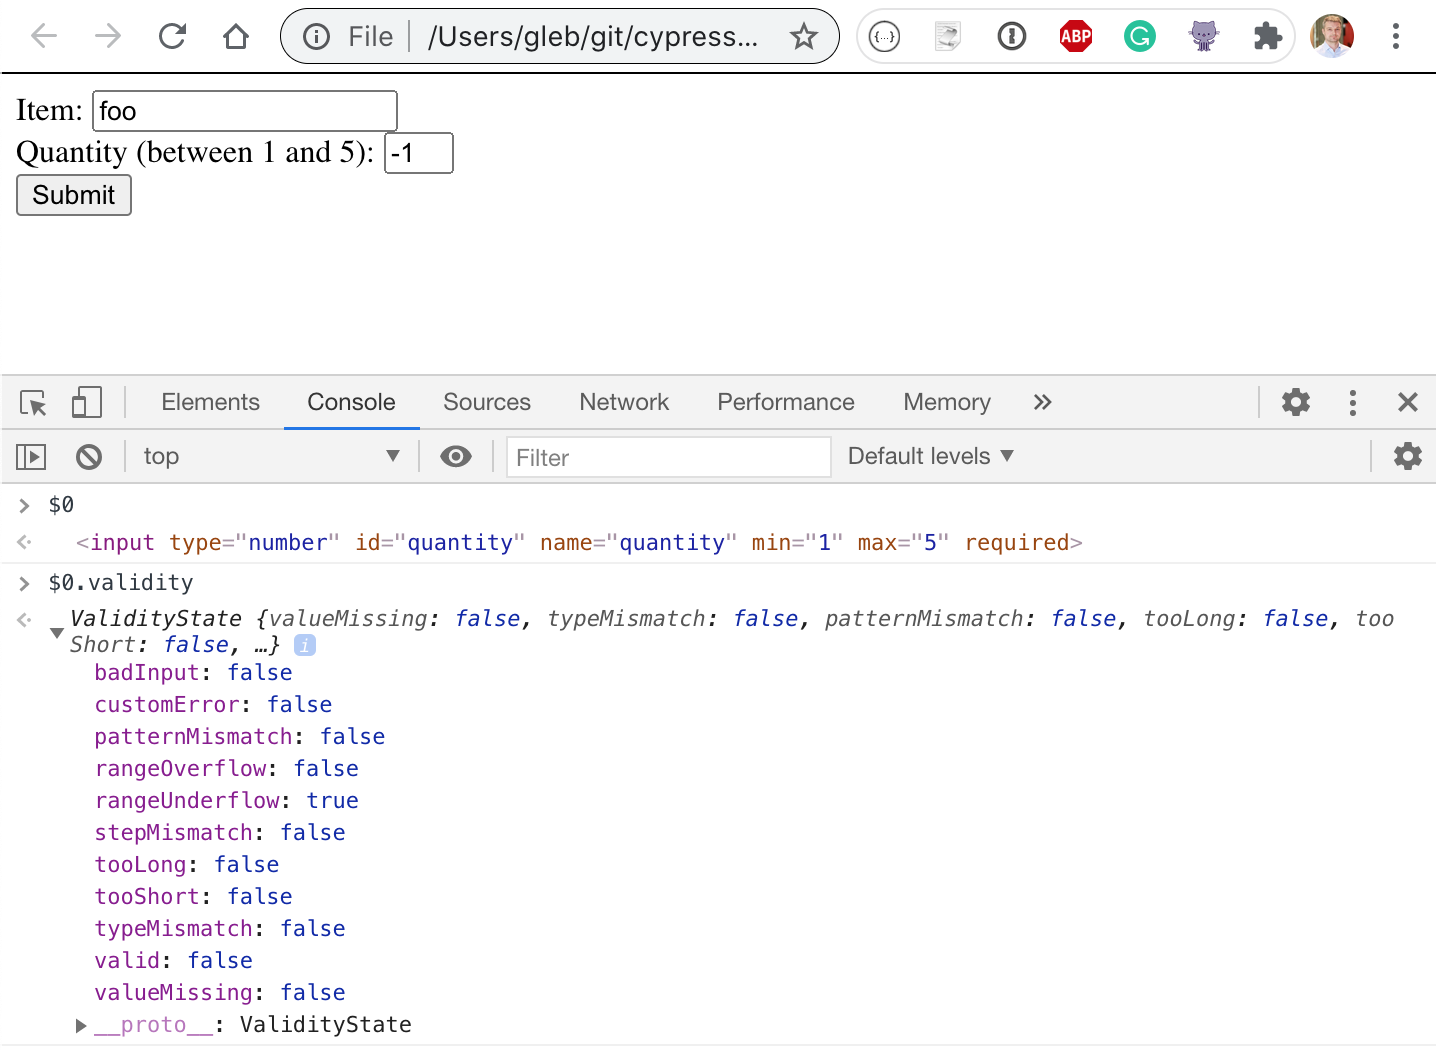 File /Users/gleb/git/cypress... {...} ABP G
Item: foo
Quantity (between 1 and 5): -1
Submit
Elements Console Sources Network Performance Memory »
top ▼ Filter Default levels ▼
> $0
<input type="number" id="quantity" name="quantity" min="1" max="5" required>
> $0.validity
ValidityState {valueMissing: false, typeMismatch: false, patternMismatch: false, tooLong: false, too
Short: false, …} i
badInput: false
customError: false
patternMismatch: false
rangeOverflow: false
rangeUnderflow: true
stepMismatch: false
tooLong: false
tooShort: false
typeMismatch: false
valid: false
valueMissing: false
__proto__: ValidityState